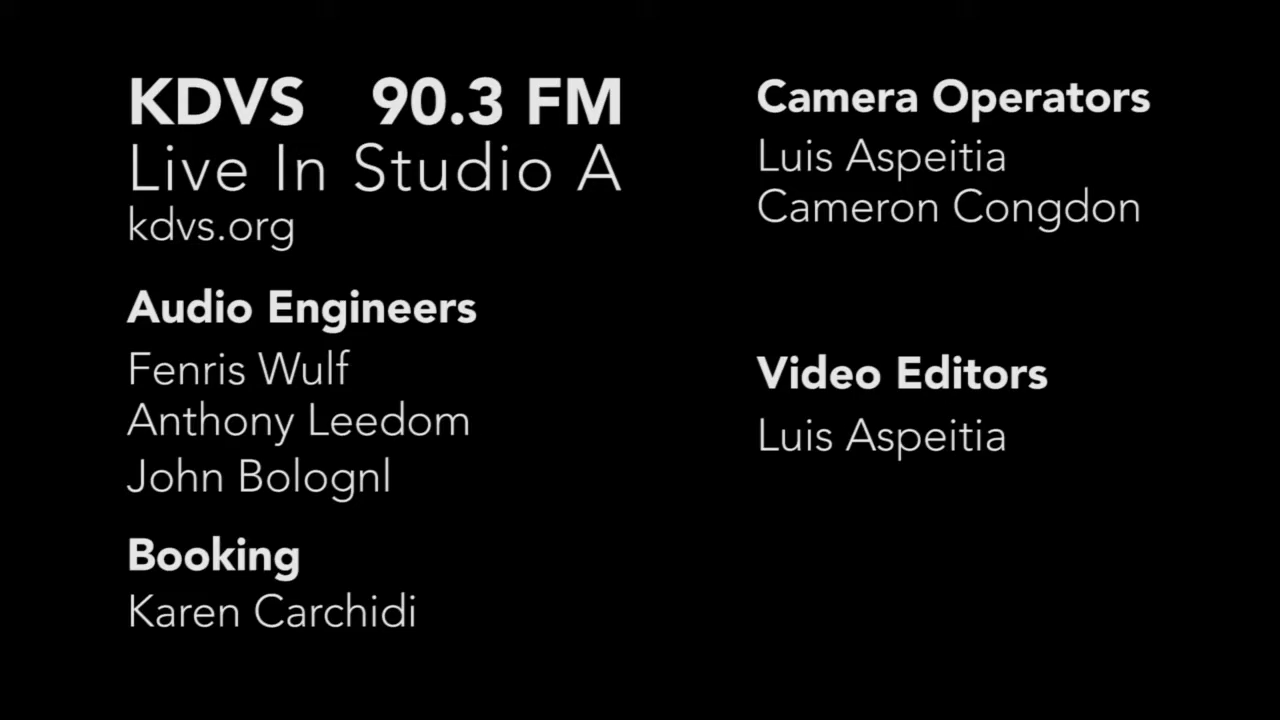 KDVS 90.3 FM
Live In Studio A
kdvs.org
Audio Engineers
Fenris Wulf
Anthony Leedom
John Bolognl
Booking
Karen Carchidi
Camera Operators
Luis Aspeitia
Cameron Congdon
Video Editors
Luis Aspeitia